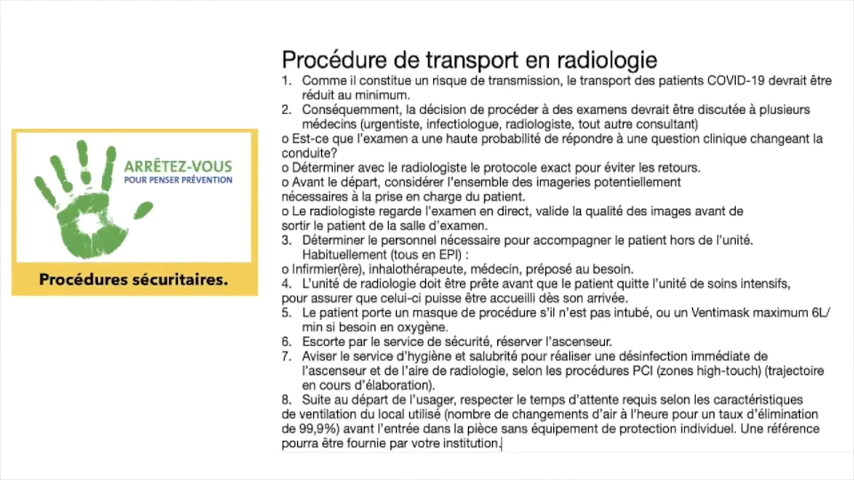 ARRÊTEZ-VOUS
POUR PENSER PRÉVENTION
Procédures sécuritaires.
Procédure de transport en radiologie
1. Comme il constitue un risque de transmission, le transport des patients COVID-19 devrait être
réduit au minimum.
2. Conséquemment, la décision de procéder à des examens devrait être discutée à plusieurs
médecins (urgentiste, infectiologue, radiologiste, tout autre consultant)
o Est-ce que l'examen a une haute probabilité de répondre à une question clinique changeant la
conduite?
o Déterminer avec le radiologiste le protocole exact pour éviter les retours.
o Avant le départ, considérer l'ensemble des imageries potentiellement
nécessaires à la prise en charge du patient.
o Le radiologiste regarde l'examen en direct, valide la qualité des images avant de
sortir le patient de la salle d'examen.
3. Déterminer le personnel nécessaire pour accompagner le patient hors de l'unité.
Habituellement (tous en EPI) :
o Infirmier(ère), inhalothérapeute, médecin, préposé au besoin.
4. L'unité de radiologie doit être prête avant que le patient quitte l'unité de soins intensifs,
pour assurer que celui-ci puisse être accueilli dès son arrivée.
5. Le patient porte un masque de procédure s'il n'est pas intubé, ou un Ventimask maximum 6L/
min si besoin en oxygène.
6. Escorte par le service de sécurité, réserver l'ascenseur.
7. Aviser le service d'hygiène et salubrité pour réaliser une désinfection immédiate de
l'ascenseur et de l'aire de radiologie, selon les procédures PCI (zones high-touch) (trajectoire
en cours d'élaboration).
8. Suite au départ de l'usager, respecter le temps d'attente requis selon les caractéristiques
de ventilation du local utilisé (nombre de changements d'air à l'heure pour un taux d'élimination
de 99,9%) avant l'entrée dans la pièce sans équipement de protection individuel. Une référence
pourra être fournie par votre institution.